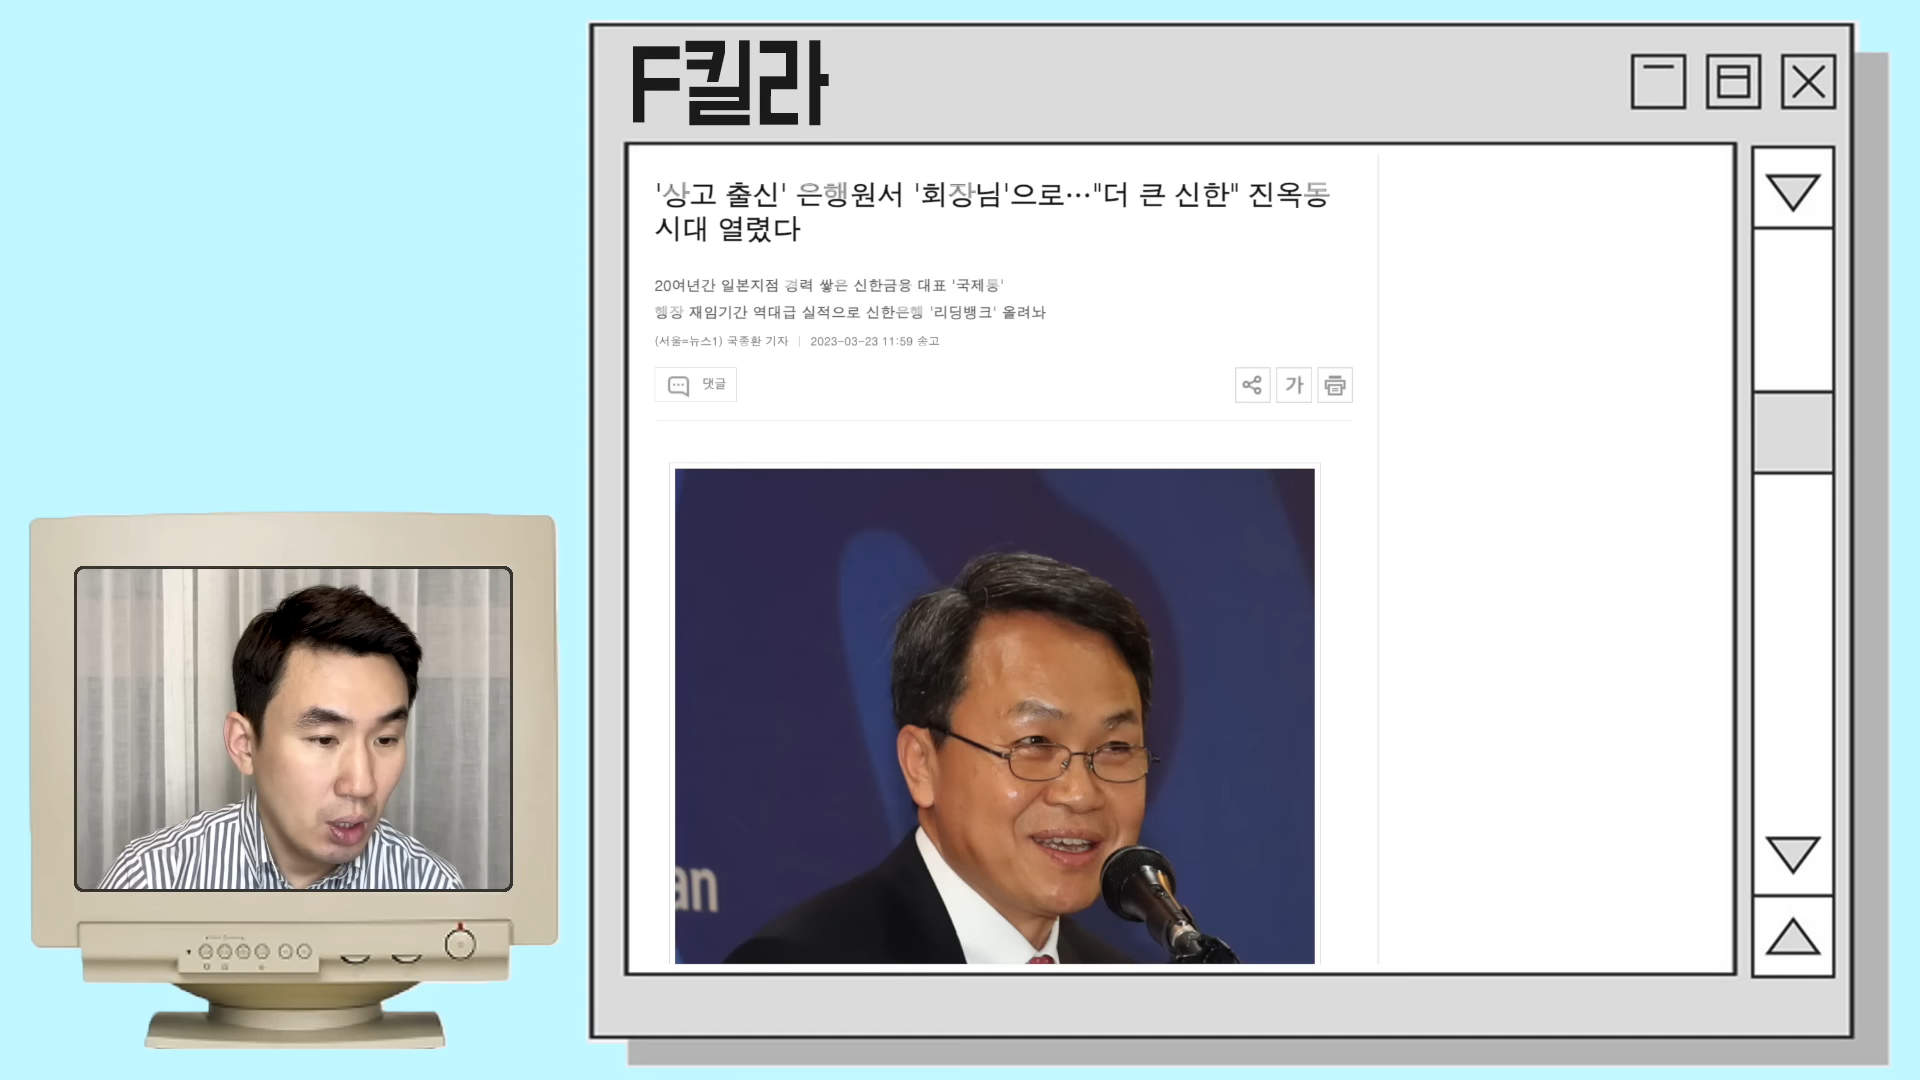 F킬라
'상고 출신' 은행원서 '회장님'으로…"더 큰 신한" 진옥동
시대 열렸다
20여년간 일본지점 경력 쌓은 신한금융 대표 '국제통'
행장 재임기간 역대급 실적으로 신한은행 '리딩뱅크' 올려놔
(서울=뉴스1) 국종환 기자 | 2023-03-23 11:59 송고
댓글
가
an